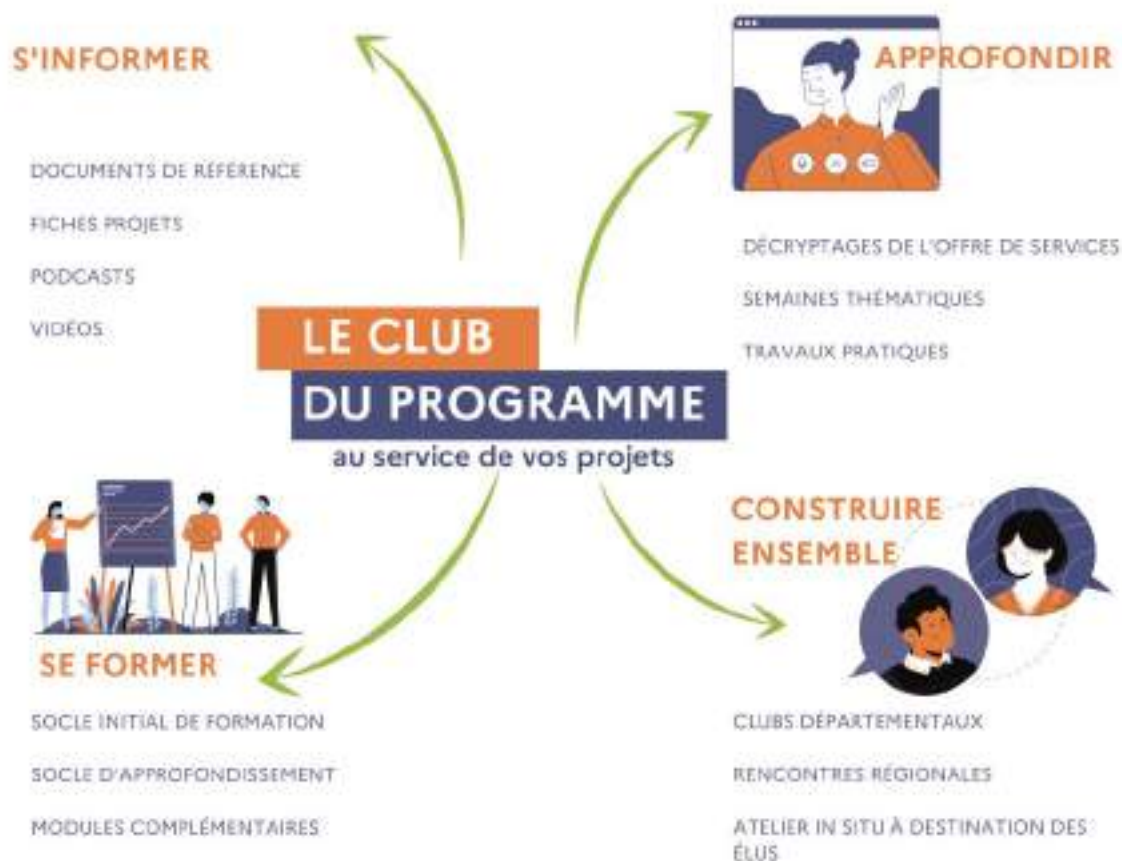 S'INFORMER
DOCUMENTS DE RÉFÉRENCE
FICHES PROJETS
PODCASTS
VIDÉOS
APPROFONDIR
DÉCRYPTAGES DE L'OFFRE DE SERVICES
SEMAINES THÉMATIQUES
TRAVAUX PRATIQUES
LE CLUB
DU PROGRAMME
au service de vos projets
SE FORMER
SOCLE INITIAL DE FORMATION
SOCLE D'APPROFONDISSEMENT
MODULES COMPLÉMENTAIRES
CONSTRUIRE
ENSEMBLE
CLUBS DÉPARTEMENTAUX
RENCONTRES RÉGIONALES
ATELIER IN SITU À DESTINATION DES
ÉLUS